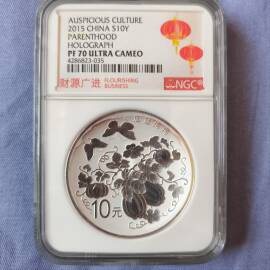 AUSPICIOUS CULTURE
2015 CHINA S10Y
PARENTHOOD
HOLOGRAPH
PF 70 ULTRA CAMEO
4286823-035
财源广进 FLOURISHING
BUSINESS
NGC
10元